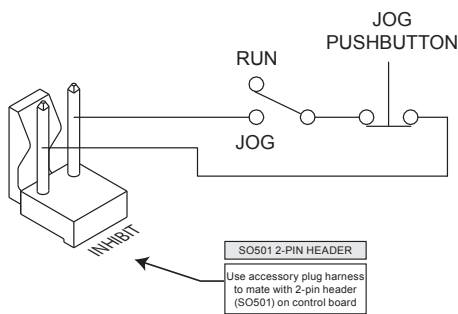 JOG
PUSHBUTTON
RUN
JOG
INHIBIT
SO501 2-PIN HEADER
Use accessory plug harness
to mate with 2-pin header
(SO501) on control board